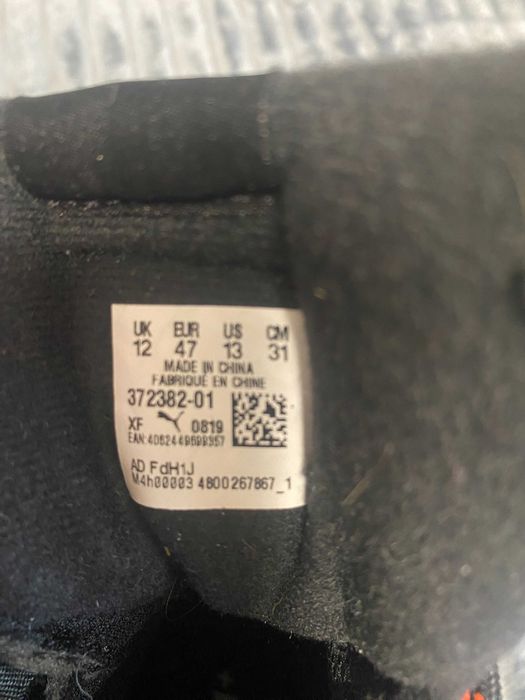 UK EUR US CM
12 47 13 31
MADE IN CHINA
FABRIQUÉ EN CHINE
372382-01
XF 0819
EAN:4062449699357
AD FdH1J
M4h00003 4800267867_1